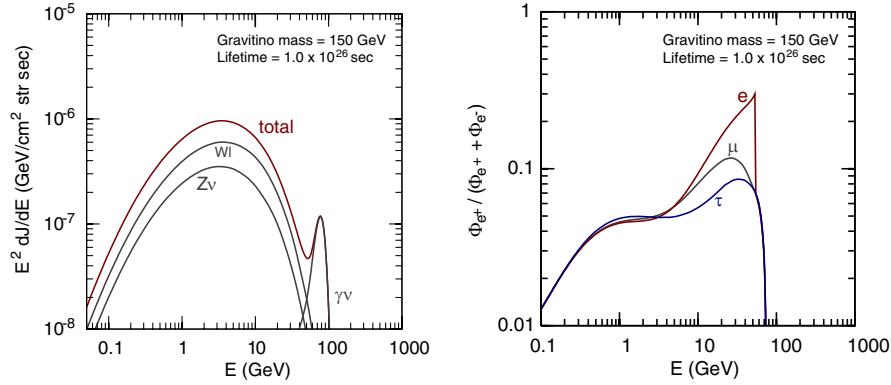 10^-5
10^-6
10^-7
10^-8
E^2 dJ/dE (GeV/cm^2 str sec)
Gravitino mass = 150 GeV
Lifetime = 1.0 x 10^26 sec
total
Wl
Zν
γν
0.1
1
10
100
1000
E (GeV)
1
0.1
0.01
Φ_e+ / (Φ_e+ + Φ_e-)
Gravitino mass = 150 GeV
Lifetime = 1.0 x 10^26 sec
e
μ
τ
0.1
1
10
100
1000
E (GeV)